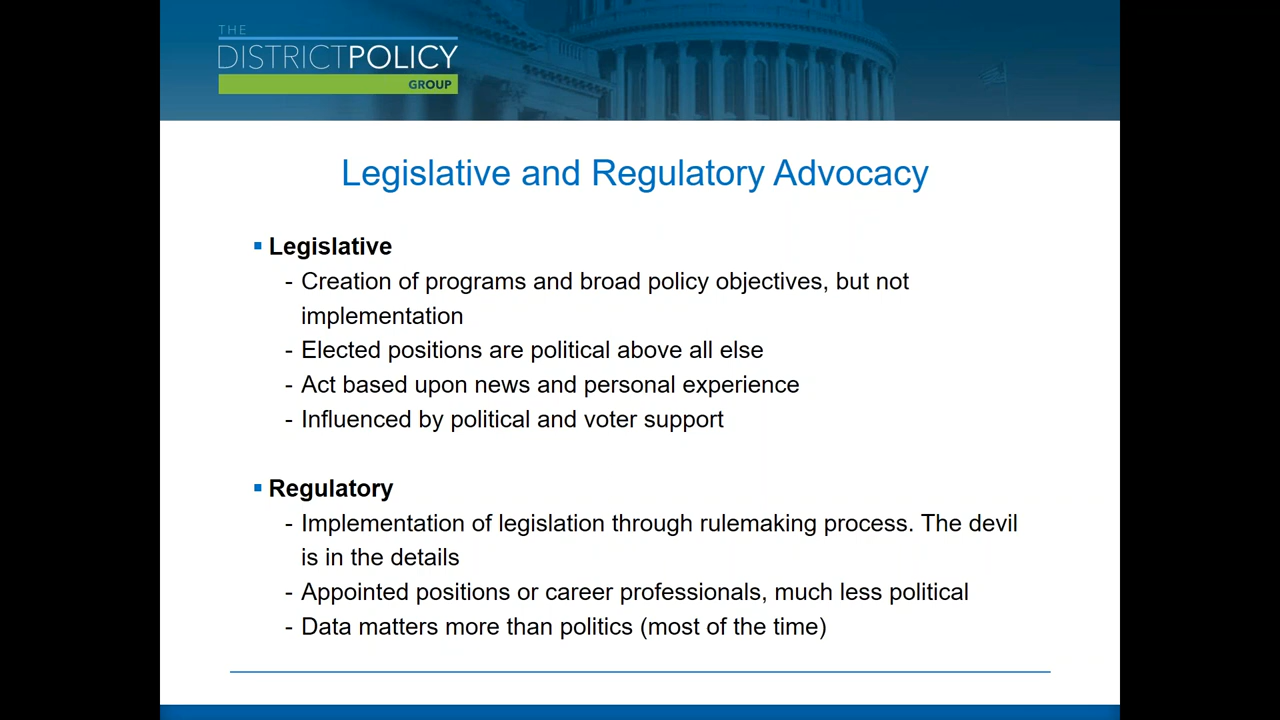 THE
DISTRICTPOLICY
GROUP
Legislative and Regulatory Advocacy
▪ Legislative
- Creation of programs and broad policy objectives, but not
implementation
- Elected positions are political above all else
- Act based upon news and personal experience
- Influenced by political and voter support
▪ Regulatory
- Implementation of legislation through rulemaking process. The devil
is in the details
- Appointed positions or career professionals, much less political
- Data matters more than politics (most of the time)